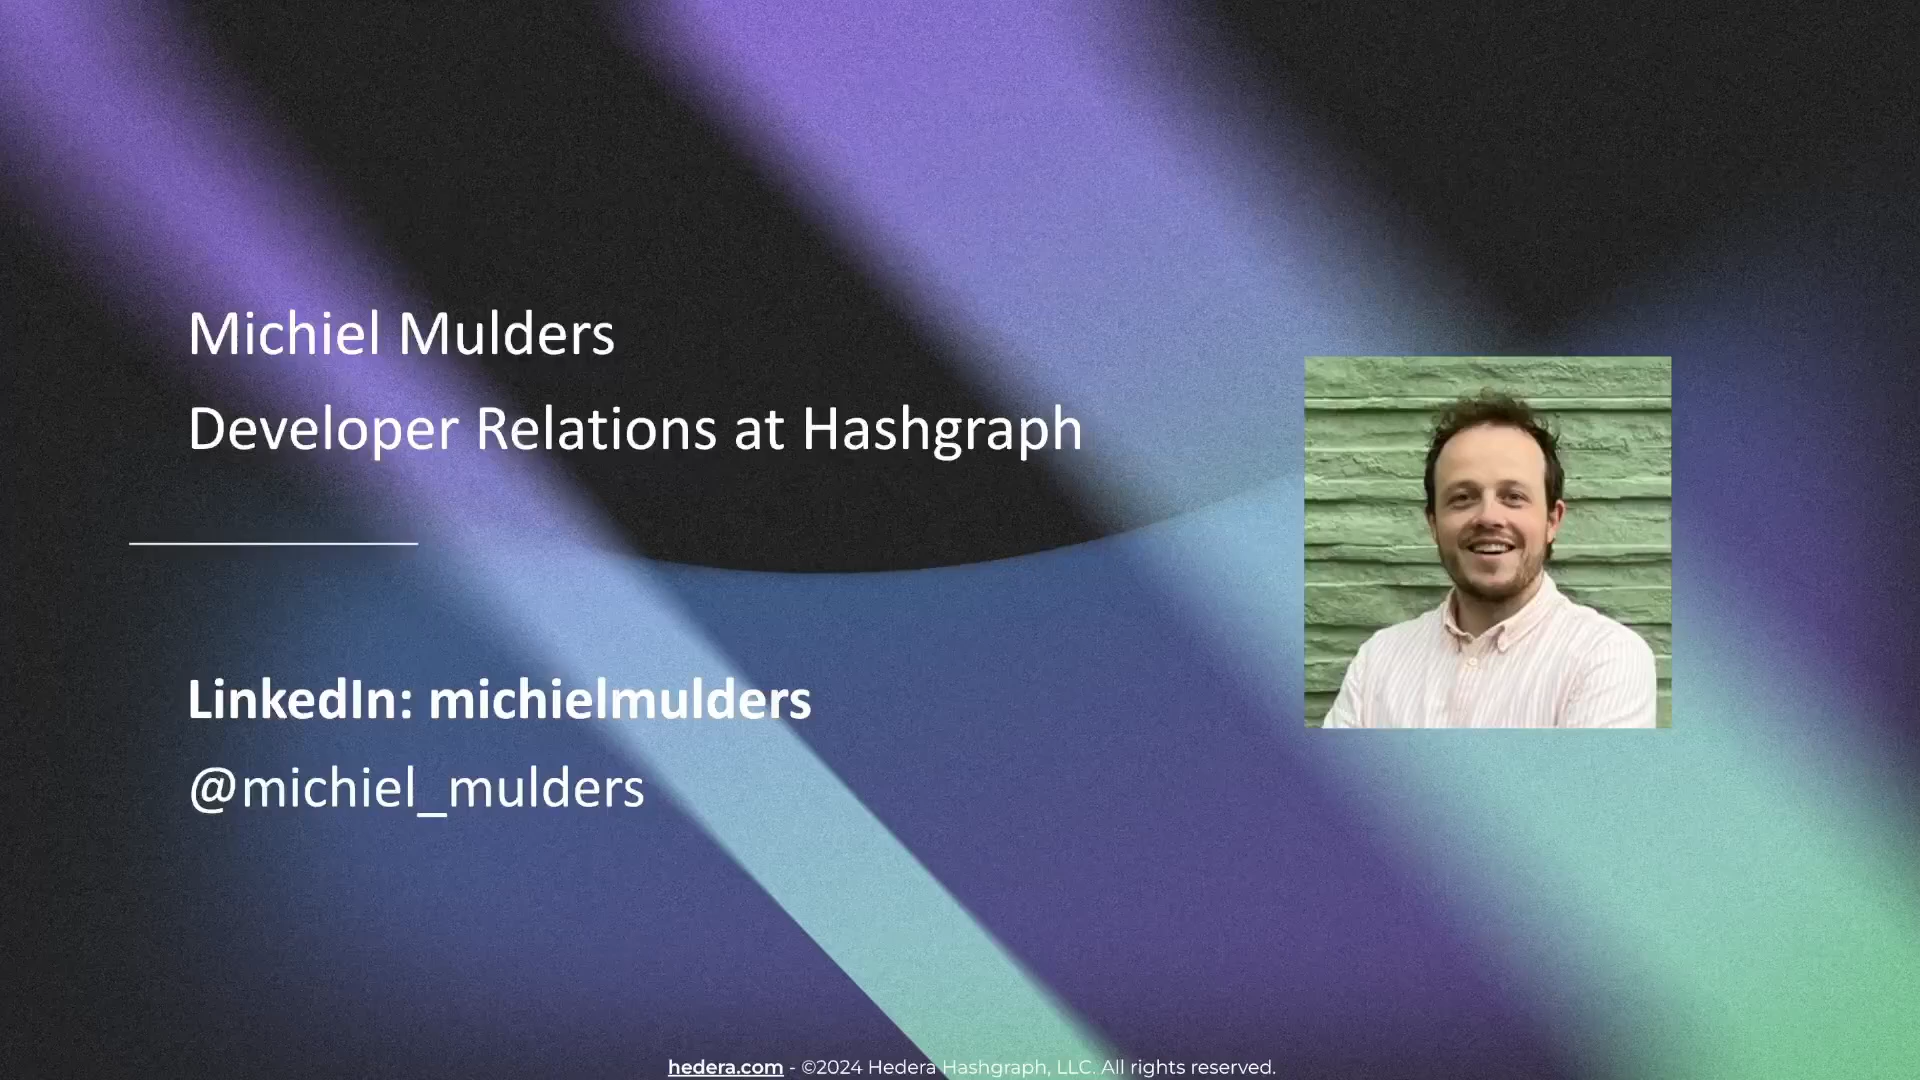 Michiel Mulders
Developer Relations at Hashgraph
LinkedIn: michielmulders
@michiel_mulders
hedera.com - ©2024 Hedera Hashgraph, LLC. All rights reserved.